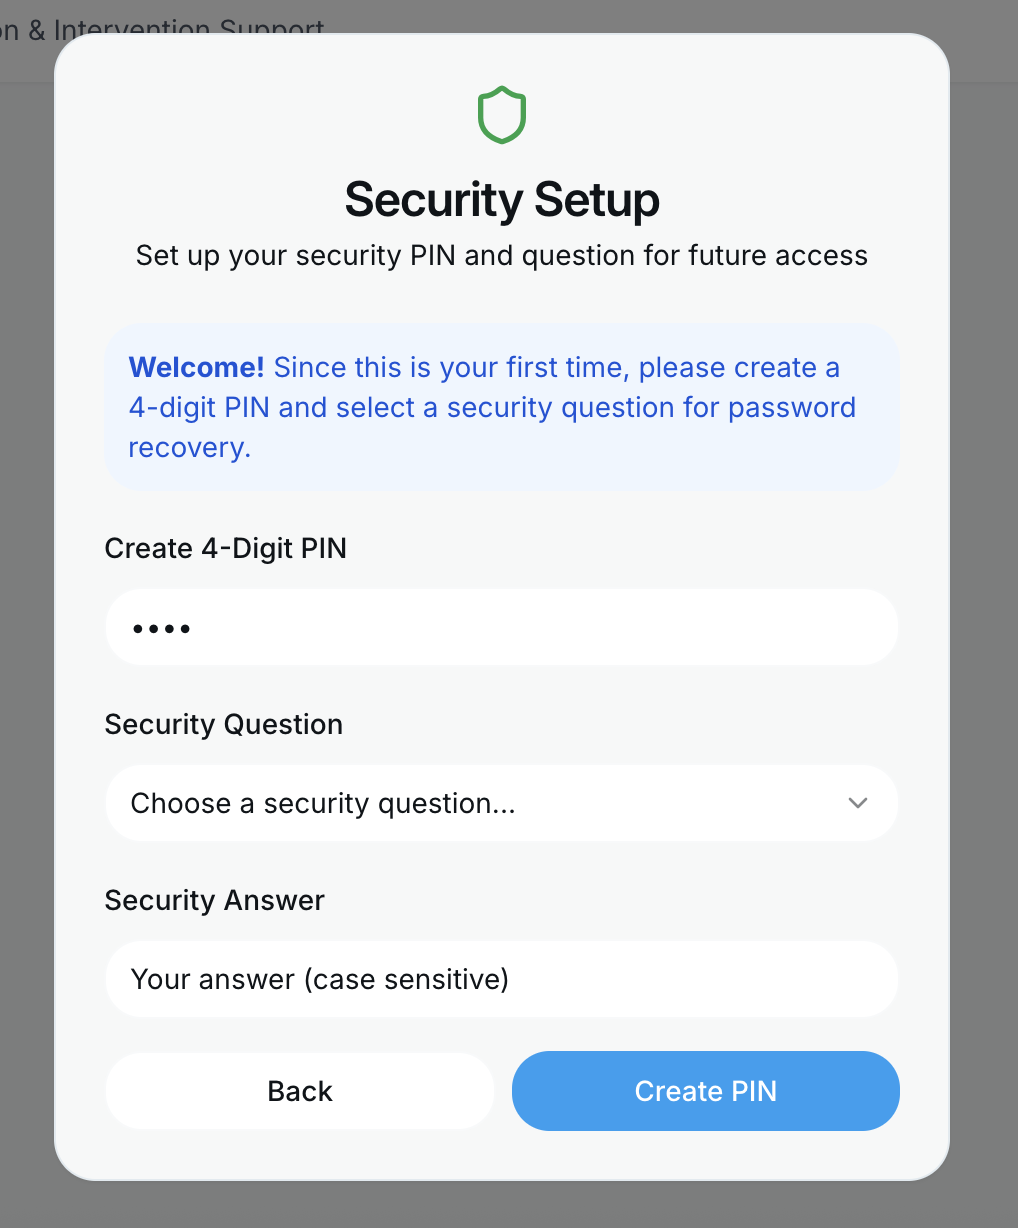 on & Intervention Support
Security Setup
Set up your security PIN and question for future access
Welcome! Since this is your first time, please create a
4-digit PIN and select a security question for password
recovery.
Create 4-Digit PIN
••••
Security Question
Choose a security question...
Security Answer
Your answer (case sensitive)
Back
Create PIN